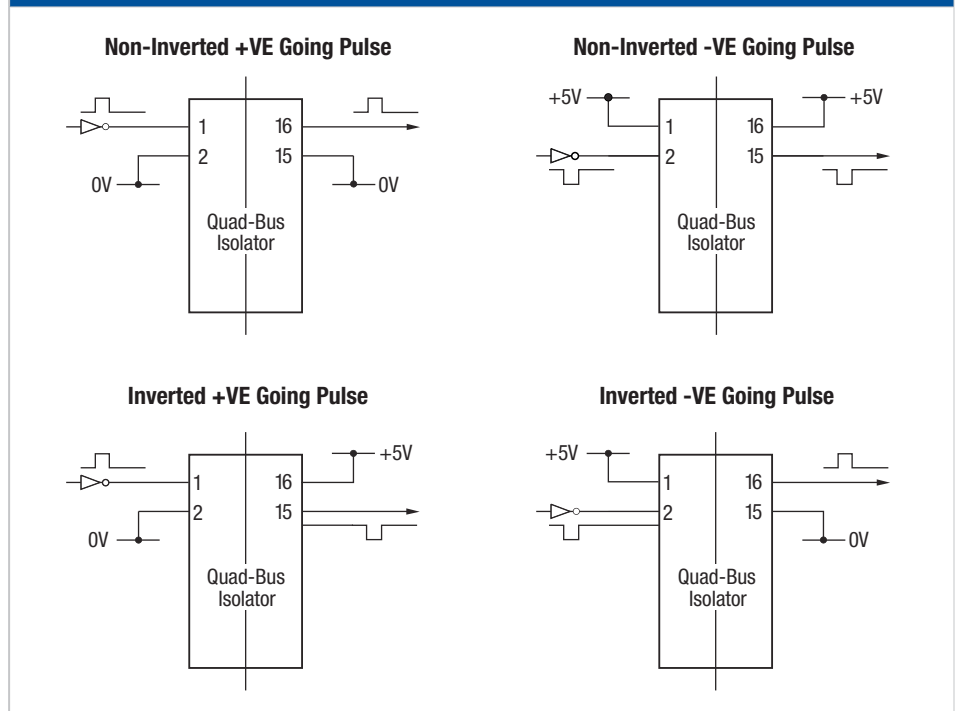 Non-Inverted +VE Going Pulse
1
16
2
15
0V
0V
Quad-Bus
Isolator
Non-Inverted -VE Going Pulse
+5V
+5V
1
16
2
15
Quad-Bus
Isolator
Inverted +VE Going Pulse
+5V
1
16
2
15
0V
Quad-Bus
Isolator
Inverted -VE Going Pulse
+5V
1
16
2
15
0V
Quad-Bus
Isolator